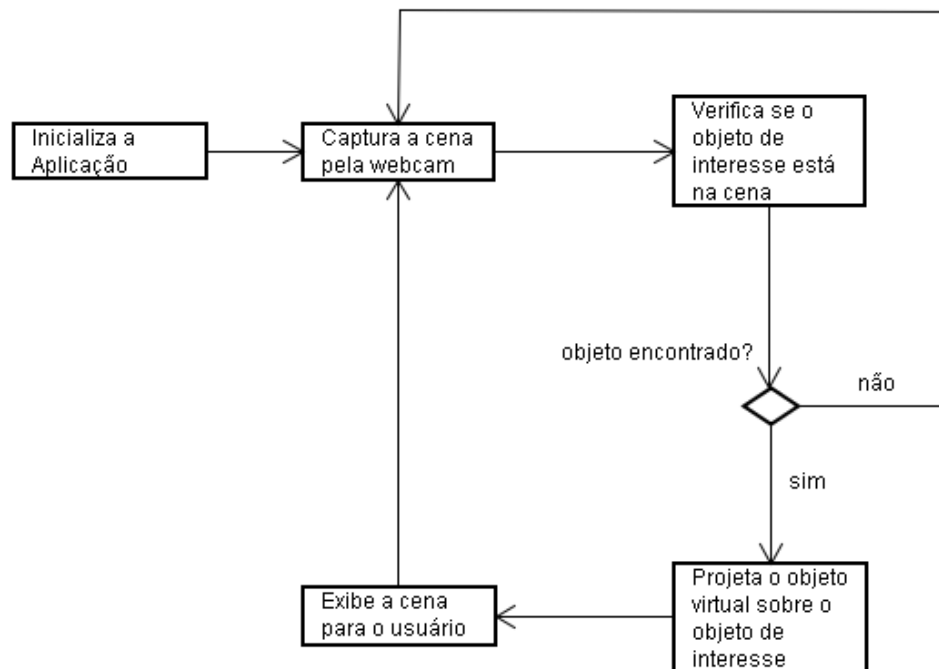 Inicializa a
Aplicação
Captura a cena
pela webcam
Verifica se o
objeto de
interesse está
na cena
objeto encontrado?
não
sim
Projeta o objeto
virtual sobre o
objeto de
interesse
Exibe a cena
para o usuário